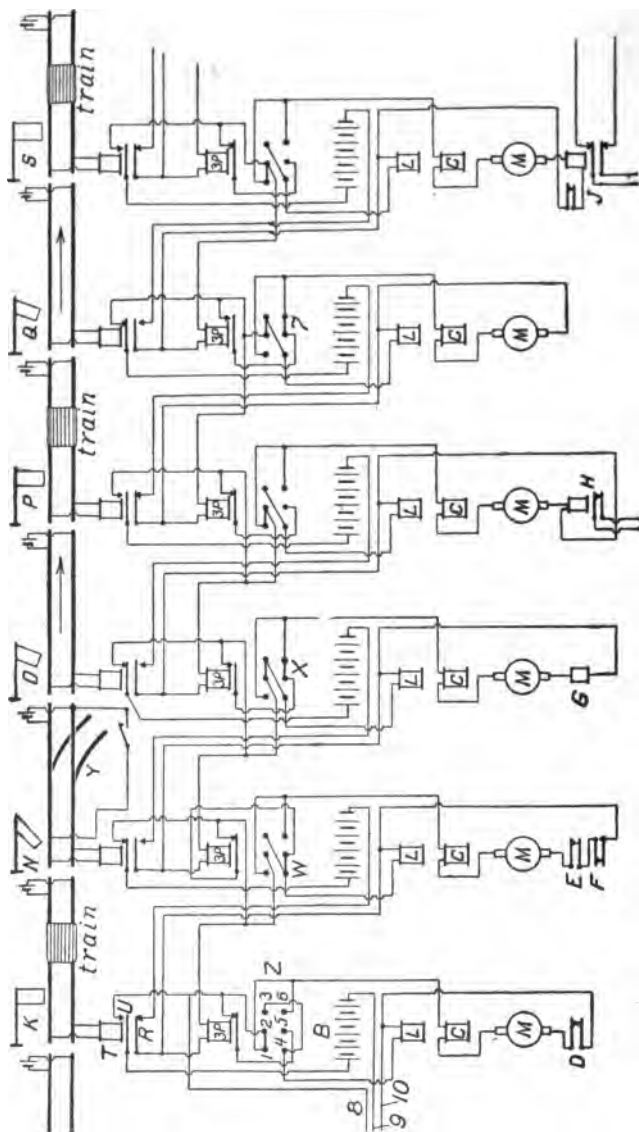 K N O P Q S
train train train
Y
T U
R
3P 3P 3P 3P 3P 3P
1 2 3 Z
4 5 6
W X 7
B
8
9
10
L L L L L L
C C C C C C
M M M M M M
D E F G H J